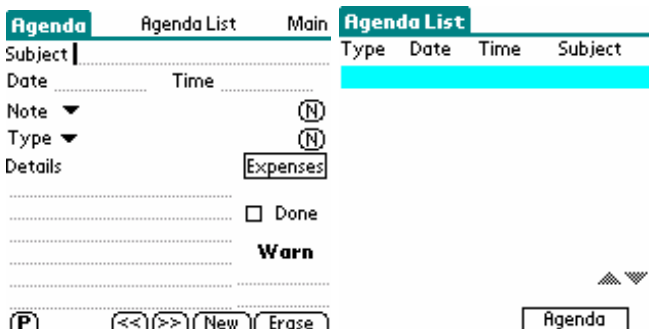 Agenda Agenda List Main
Subject
Date Time
Note (N)
Type (N)
Details Expenses
Done
Warn
(P) << >> New Erase
Agenda List
Type Date Time Subject
Agenda